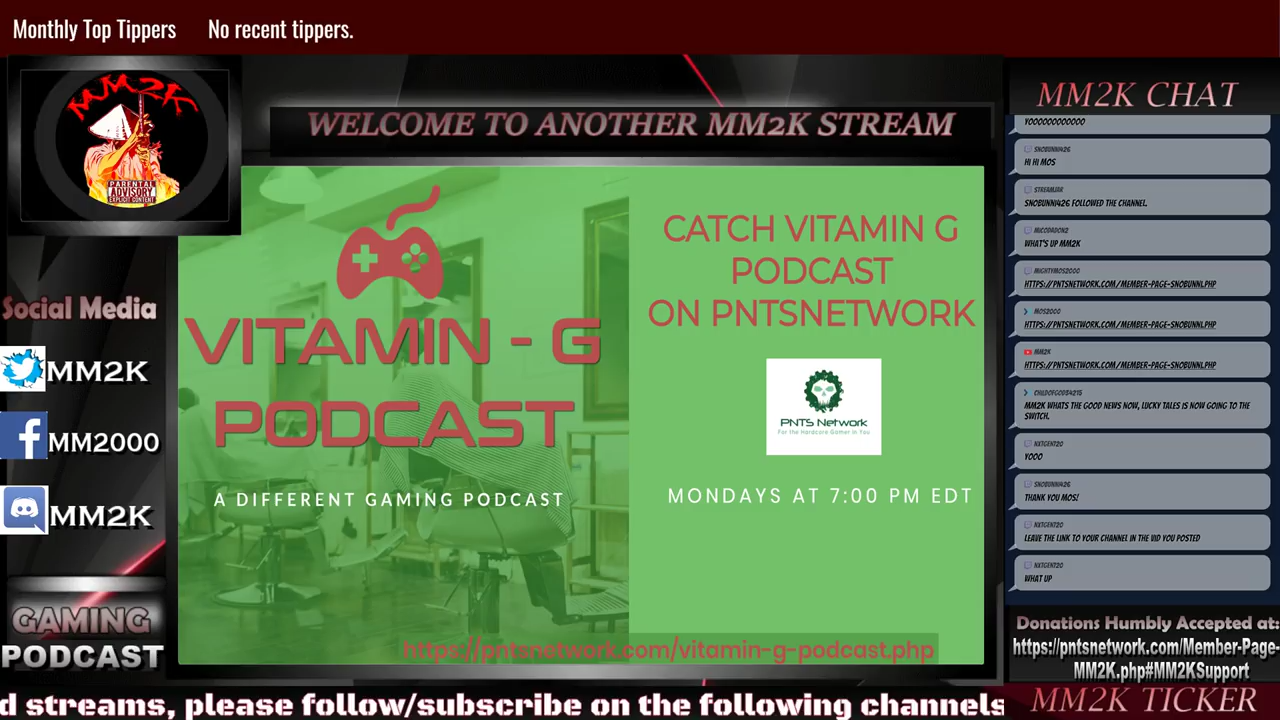 Monthly Top Tippers No recent tippers.
MM2K
PARENTAL
ADVISORY
EXPLICIT CONTENT
WELCOME TO ANOTHER MM2K STREAM
Social Media
MM2K
MM2000
MM2K
GAMING
PODCAST
VITAMIN - G
PODCAST
A DIFFERENT GAMING PODCAST
CATCH VITAMIN G
PODCAST
ON PNTSNETWORK
PNTS Network
For the Hardcore Gamer in You
MONDAYS AT 7:00 PM EDT
https://pntsnetwork.com/vitamin-g-podcast.php
MM2K CHAT
YOOOOOOOOOOOO
SNOBUNNI426
HI HI MOS
STREAMJAR
SNOBUNNI426 FOLLOWED THE CHANNEL.
MJCODADON2
WHAT'S UP MM2K
MIGHTYMOS2000
HTTPS://PNTSNETWORK.COM/MEMBER-PAGE-SNOBUNNI.PHP
MOS2000
HTTPS://PNTSNETWORK.COM/MEMBER-PAGE-SNOBUNNI.PHP
MM2K
HTTPS://PNTSNETWORK.COM/MEMBER-PAGE-SNOBUNNI.PHP
CHILDOFGOD34215
MM2K WHATS THE GOOD NEWS NOW, LUCKY TALES IS NOW GOING TO THE
SWITCH.
NXTGEN720
YOOO
SNOBUNNI426
THANK YOU MOS!
NXTGEN720
LEAVE THE LINK TO YOUR CHANNEL IN THE VID YOU POSTED
NXTGEN720
WHAT UP
Donations Humbly Accepted at:
https://pntsnetwork.com/Member-Page-
MM2K.php#MM2KSupport
MM2K TICKER
d streams, please follow/subscribe on the following channels